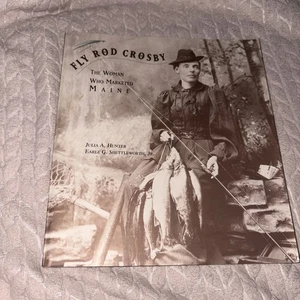 FLY ROD CROSBY
THE WOMAN
WHO MARKETED
MAINE
JULIA A. HUNTER
EARLE G. SHETTLEWORTH, JR.